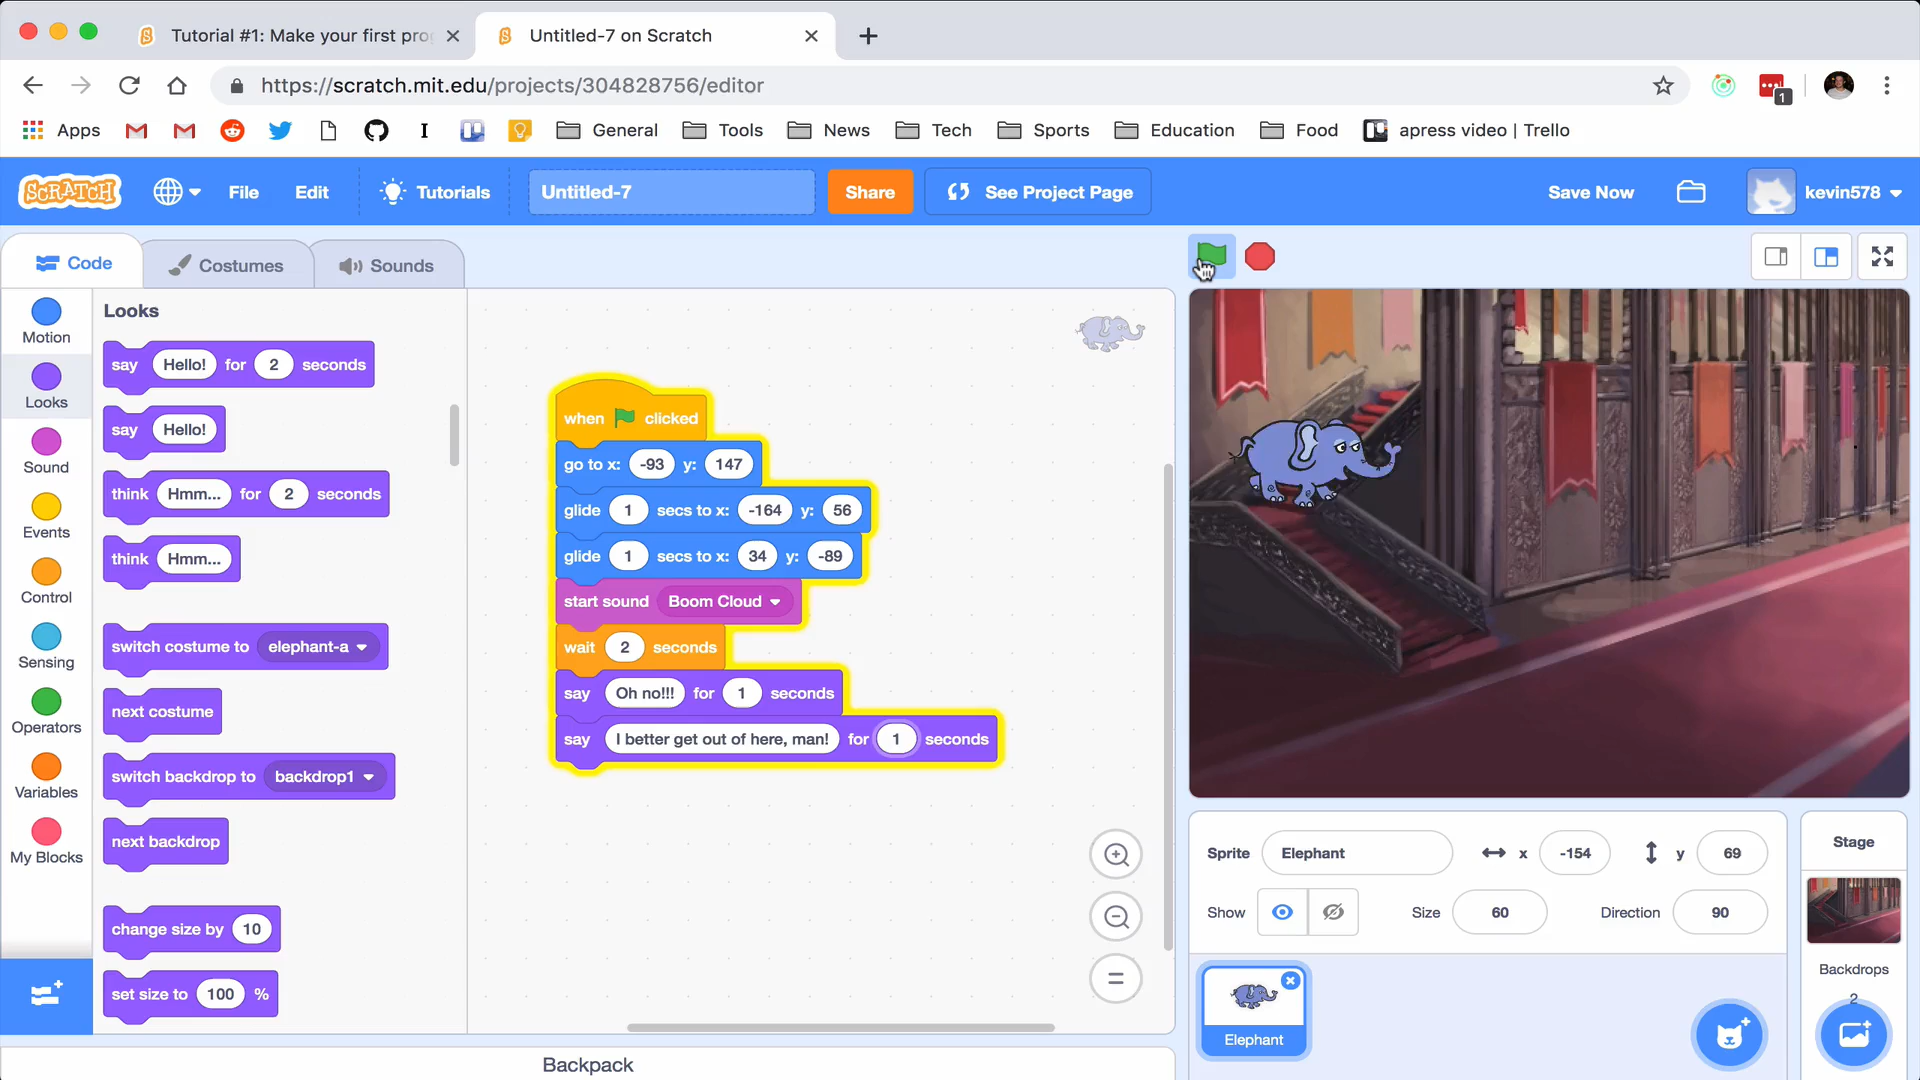 Tutorial #1: Make your first pro
Untitled-7 on Scratch
https://scratch.mit.edu/projects/304828756/editor
1
Apps
General
Tools
News
Tech
Sports
Education
Food
apress video | Trello
SCRATCH
File
Edit
Tutorials
Untitled-7
Share
See Project Page
Save Now
kevin578
Code
Costumes
Sounds
Motion
Looks
Sound
Events
Control
Sensing
Operators
Variables
My Blocks
Looks
say Hello! for 2 seconds
say Hello!
think Hmm... for 2 seconds
think Hmm...
switch costume to elephant-a
next costume
switch backdrop to backdrop1
next backdrop
change size by 10
set size to 100 %
when clicked
go to x: -93 y: 147
glide 1 secs to x: -164 y: 56
glide 1 secs to x: 34 y: -89
start sound Boom Cloud
wait 2 seconds
say Oh no!!! for 1 seconds
say I better get out of here, man! for 1 seconds
Backpack
Sprite Elephant x -154 y 69
Show Size 60 Direction 90
Elephant
Stage
Backdrops
2